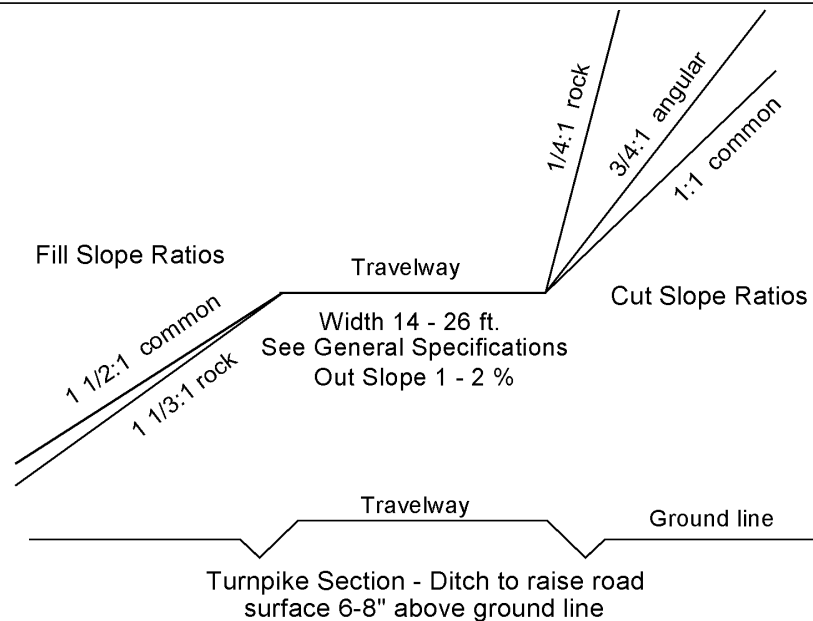 1/4:1 rock
3/4:1 angular
1:1 common
Fill Slope Ratios
Travelway
Cut Slope Ratios
Width 14 - 26 ft.
See General Specifications
Out Slope 1 - 2 %
1 1/2:1 common
1 1/3:1 rock
Travelway
Ground line
Turnpike Section - Ditch to raise road
surface 6-8" above ground line